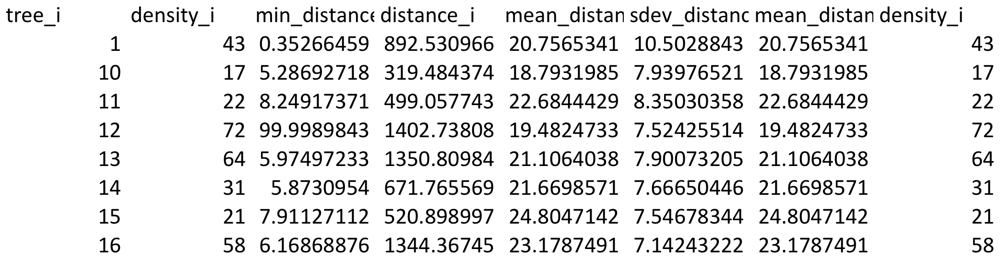 tree_i density_i min_distance distance_i mean_distan sdev_distanc mean_distan density_i
1 43 0.35266459 892.530966 20.7565341 10.5028843 20.7565341 43
10 17 5.28692718 319.484374 18.7931985 7.93976521 18.7931985 17
11 22 8.24917371 499.057743 22.6844429 8.35030358 22.6844429 22
12 72 99.9989843 1402.73808 19.4824733 7.52425514 19.4824733 72
13 64 5.97497233 1350.80984 21.1064038 7.90073205 21.1064038 64
14 31 5.8730954 671.765569 21.6698571 7.66650446 21.6698571 31
15 21 7.91127112 520.898997 24.8047142 7.54678344 24.8047142 21
16 58 6.16868876 1344.36745 23.1787491 7.14243222 23.1787491 58